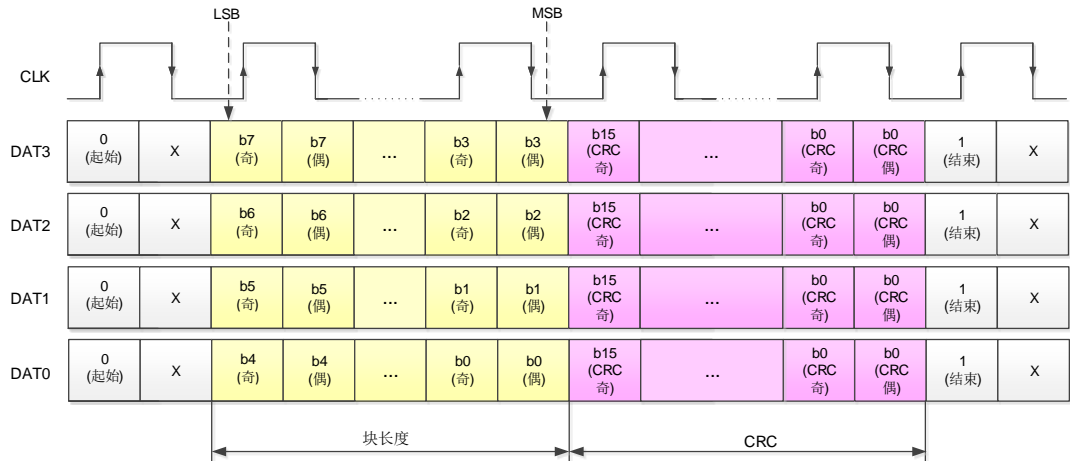 LSB
MSB
CLK
DAT3
0
(起始)
X
b7
(奇)
b7
(偶)
...
b3
(奇)
b3
(偶)
b15
(CRC
奇)
...
b0
(CRC
奇)
b0
(CRC
偶)
1
(结束)
X
DAT2
0
(起始)
X
b6
(奇)
b6
(偶)
...
b2
(奇)
b2
(偶)
b15
(CRC
奇)
...
b0
(CRC
奇)
b0
(CRC
偶)
1
(结束)
X
DAT1
0
(起始)
X
b5
(奇)
b5
(偶)
...
b1
(奇)
b1
(偶)
b15
(CRC
奇)
...
b0
(CRC
奇)
b0
(CRC
偶)
1
(结束)
X
DAT0
0
(起始)
X
b4
(奇)
b4
(偶)
...
b0
(奇)
b0
(偶)
b15
(CRC
奇)
...
b0
(CRC
奇)
b0
(CRC
偶)
1
(结束)
X
块长度
CRC